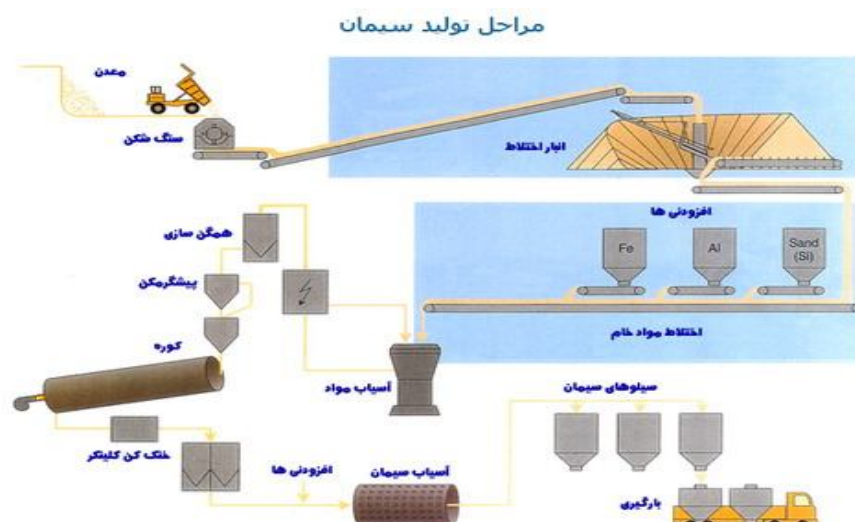 مراحل تولید سیمان
معدن
سنگ شکن
انبار اختلاط
افزودنی ها
همگن سازی
Fe
Al
Sand
(Si)
پیشگرمکن
اختلاط مواد خام
کوره
آسیاب مواد
سیلوهای سیمان
خنک کن کلینکر
افزودنی ها
آسیاب سیمان
بارگیری